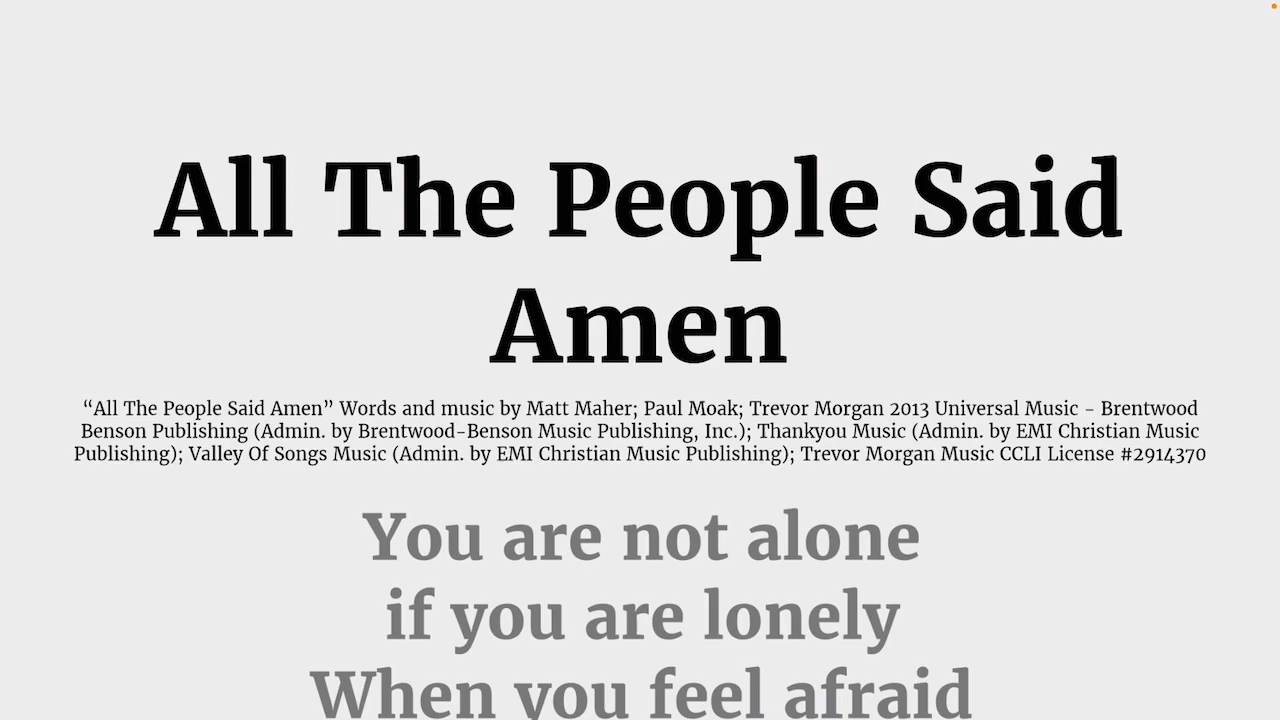 All The People Said
Amen
“All The People Said Amen” Words and music by Matt Maher; Paul Moak; Trevor Morgan 2013 Universal Music - Brentwood
Benson Publishing (Admin. by Brentwood-Benson Music Publishing, Inc.); Thankyou Music (Admin. by EMI Christian Music
Publishing); Valley Of Songs Music (Admin. by EMI Christian Music Publishing); Trevor Morgan Music CCLI License #2914370
You are not alone
if you are lonely
When you feel afraid